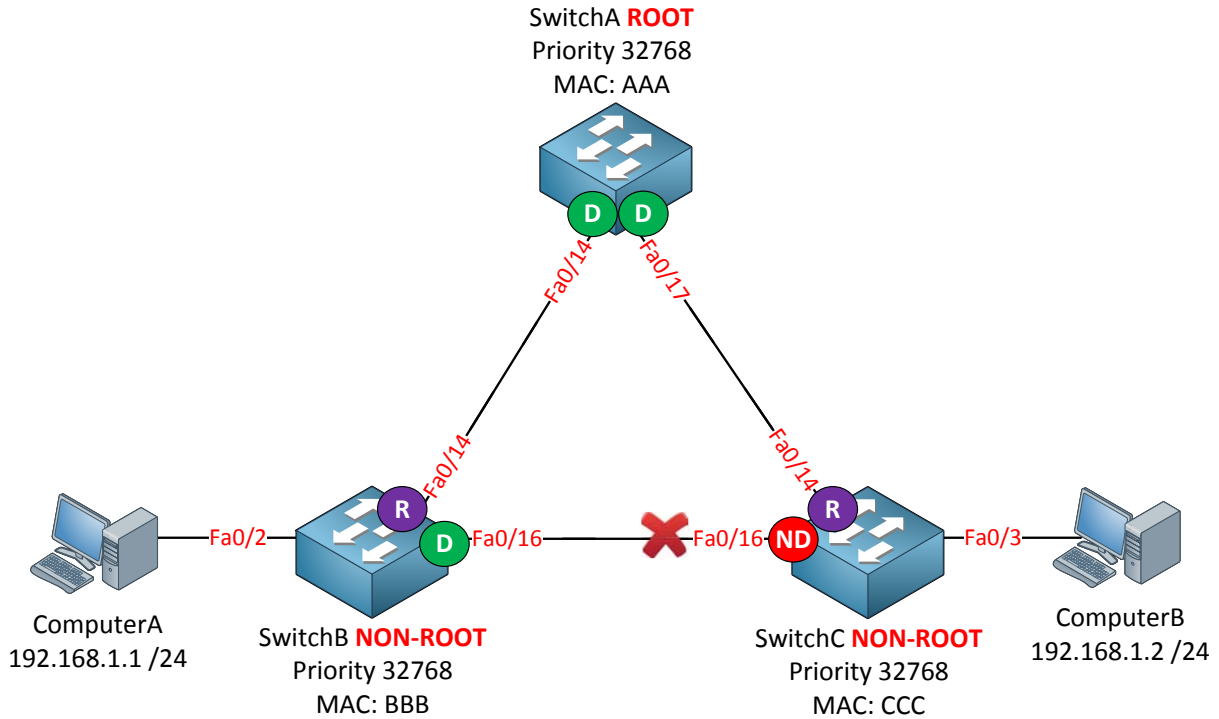 SwitchA ROOT
Priority 32768
MAC: AAA
D
D
Fa0/14
Fa0/17
Fa0/14
Fa0/14
R
R
Fa0/2
D
Fa0/16
Fa0/16
ND
Fa0/3
ComputerA
192.168.1.1 /24
SwitchB NON-ROOT
Priority 32768
MAC: BBB
SwitchC NON-ROOT
Priority 32768
MAC: CCC
ComputerB
192.168.1.2 /24